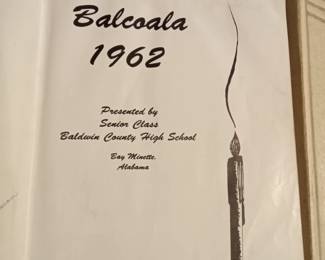 Balcoala
1962
Presented by
Senior Class
Baldwin County High School
Bay Minette,
Alabama